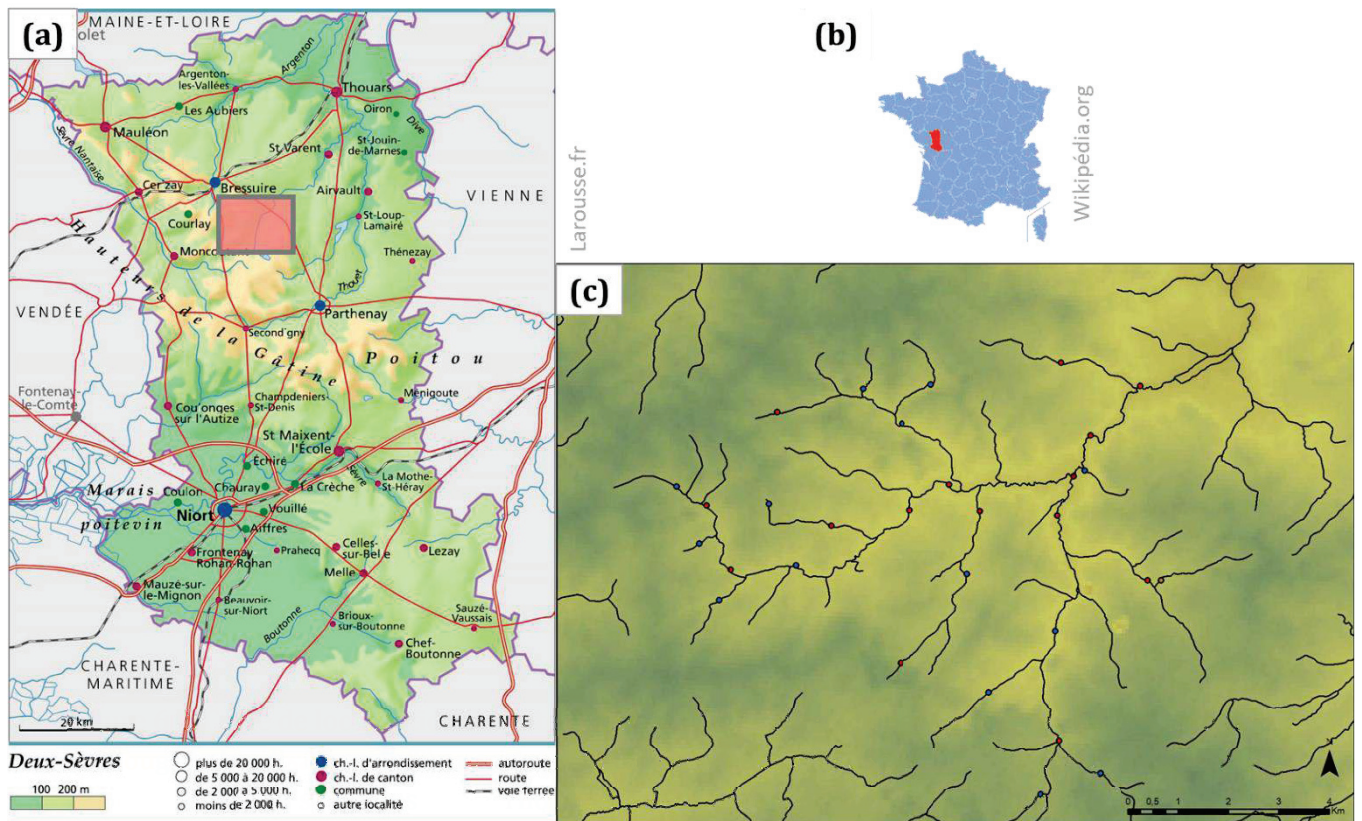 (a)
MAINE-ET-LOIRE
olet
Argenton
Argenton-
les-Vallées
Thouars
Les Aubiers
Oiron
Dive
Mauléon
Sèvre Nantaise
St Varent
St-Jouin-
de-Marnes
Cer'zay
Bressuire
Airvault
VIENNE
Courlay
St-Loup-
Lamairé
Moncoutant
Thénezay
Hauteurs de la Gâtine
Thouet
VENDÉE
Parthenay
Second'gny
Poitou
Fontenay-
le-Comte
Ménigoute
Cou'onges
sur l'Autize
Champdeniers-
St-Denis
St Maixent-
l'École
Échiré
Sèvre
La Mothe-
St-Héray
Marais
poitevin
Coulon
Chauray
La Crèche
Niort
Vouillé
Aiffres
Frontenay
Rohan-Rohan
Prahecq
Celles-
sur-Belle
Lezay
Melle
Mauzé-sur-
le-Mignon
Beauvoir-
sur-Niort
Boutonne
Brioux-
sur-Boutonne
Sauzé-
Vaussais
Chef-
Boutonne
CHARENTE-
MARITIME
20 km
CHARENTE
Deux-Sèvres
100 200 m
plus de 20 000 h.
de 5 000 à 20 000 h.
de 2 000 à 5 000 h.
moins de 2 000 h.
ch.-l. d'arrondissement
ch.-l. de canton
commune
autre localité
autoroute
route
voie ferrée
Larousse.fr
(b)
Wikipédia.org
(c)
0 0,5 1 2 3 4
Km